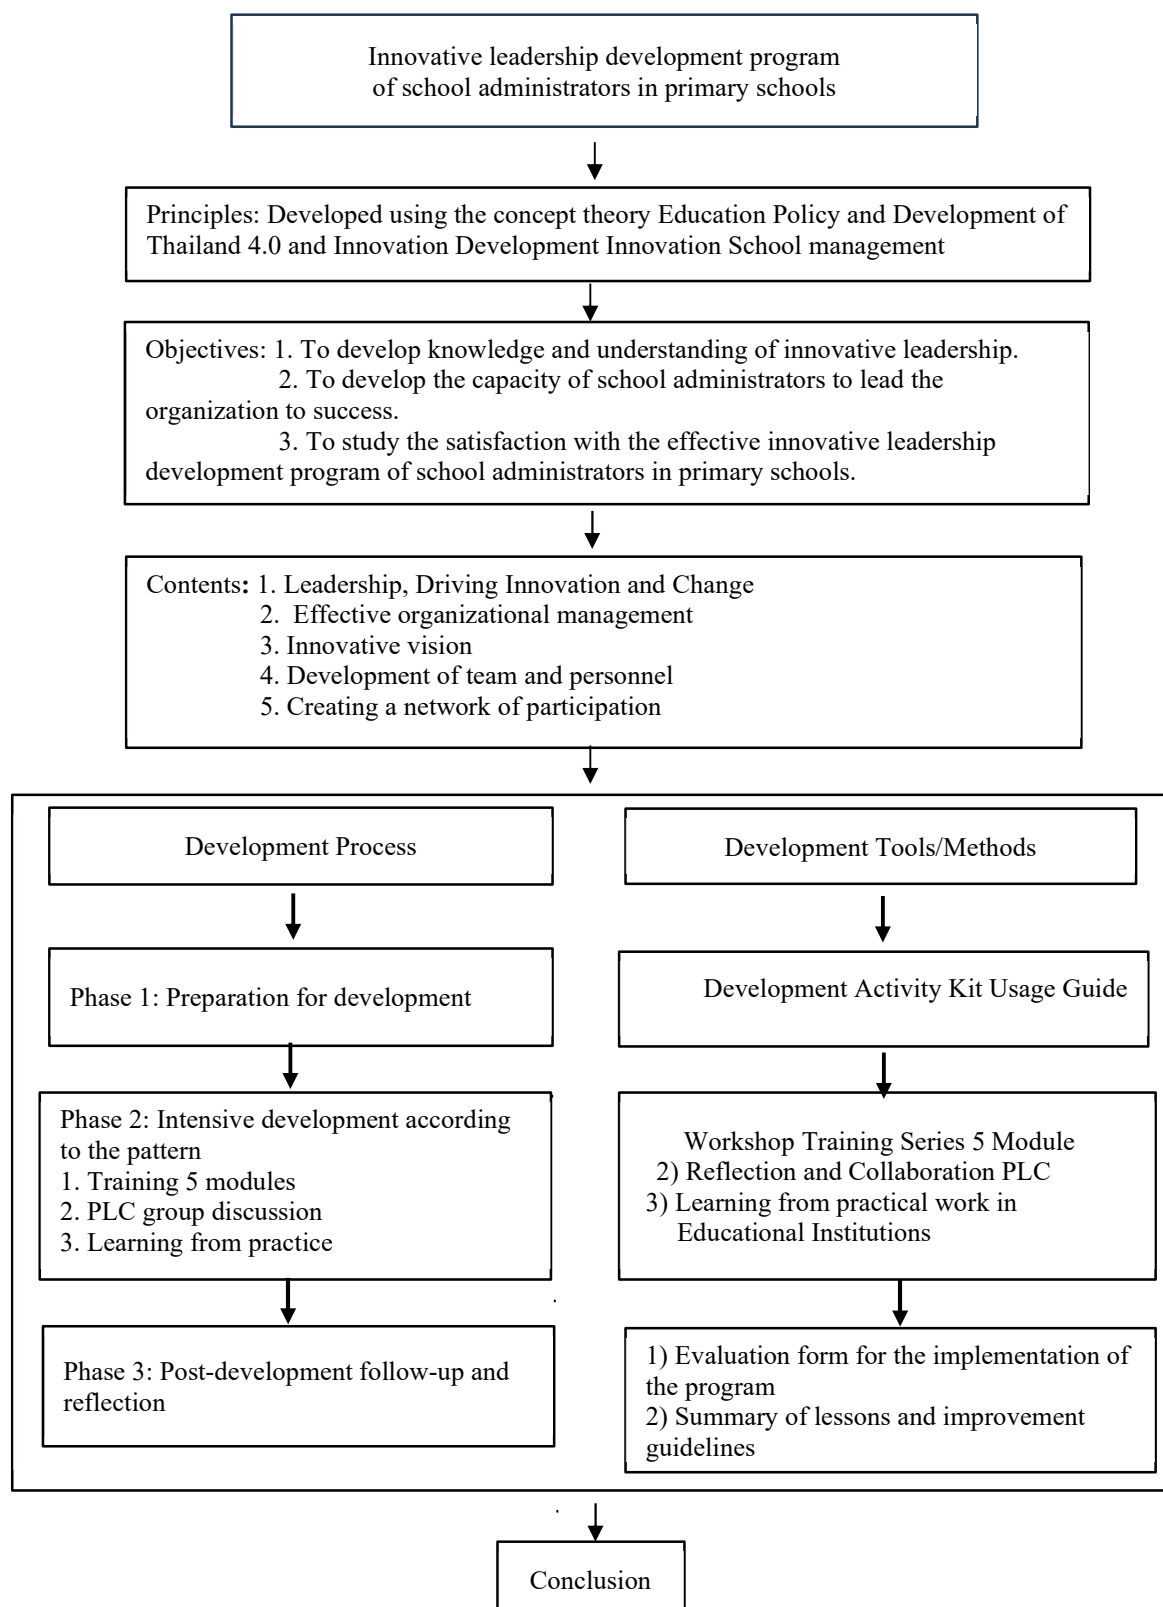 Innovative leadership development program
of school administrators in primary schools
Principles: Developed using the concept theory Education Policy and Development of
Thailand 4.0 and Innovation Development Innovation School management
Objectives: 1. To develop knowledge and understanding of innovative leadership.
2. To develop the capacity of school administrators to lead the
organization to success.
3. To study the satisfaction with the effective innovative leadership
development program of school administrators in primary schools.
Contents: 1. Leadership, Driving Innovation and Change
2. Effective organizational management
3. Innovative vision
4. Development of team and personnel
5. Creating a network of participation
Development Process
Phase 1: Preparation for development
Phase 2: Intensive development according
to the pattern
1. Training 5 modules
2. PLC group discussion
3. Learning from practice
Phase 3: Post-development follow-up and
reflection
Development Tools/Methods
Development Activity Kit Usage Guide
Workshop Training Series 5 Module
2) Reflection and Collaboration PLC
3) Learning from practical work in
Educational Institutions
1) Evaluation form for the implementation of
the program
2) Summary of lessons and improvement
guidelines
Conclusion